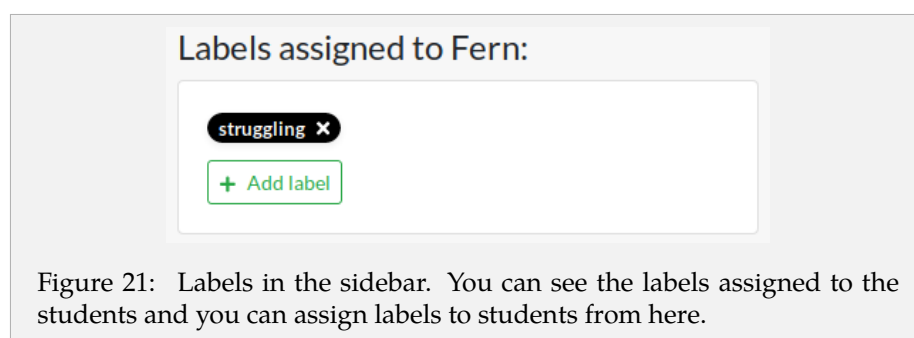 Labels assigned to Fern:
struggling ×
+ Add label
Figure 21: Labels in the sidebar. You can see the labels assigned to the
students and you can assign labels to students from here.